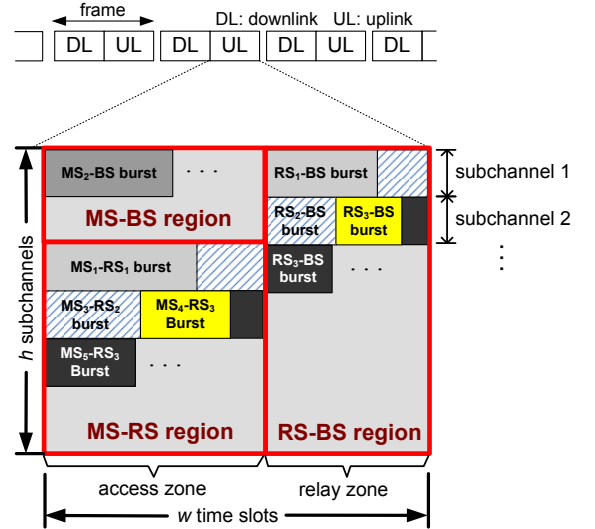 frame
DL: downlink UL: uplink
DL UL DL UL DL UL DL
MS2-BS burst
. . .
MS-BS region
RS1-BS burst
subchannel 1
RS2-BS burst
RS3-BS burst
subchannel 2
RS3-BS burst
. . .
MS1-RS1 burst
MS3-RS2 burst
MS4-RS3 Burst
MS5-RS3 Burst
. . .
MS-RS region
RS-BS region
h subchannels
access zone
relay zone
w time slots